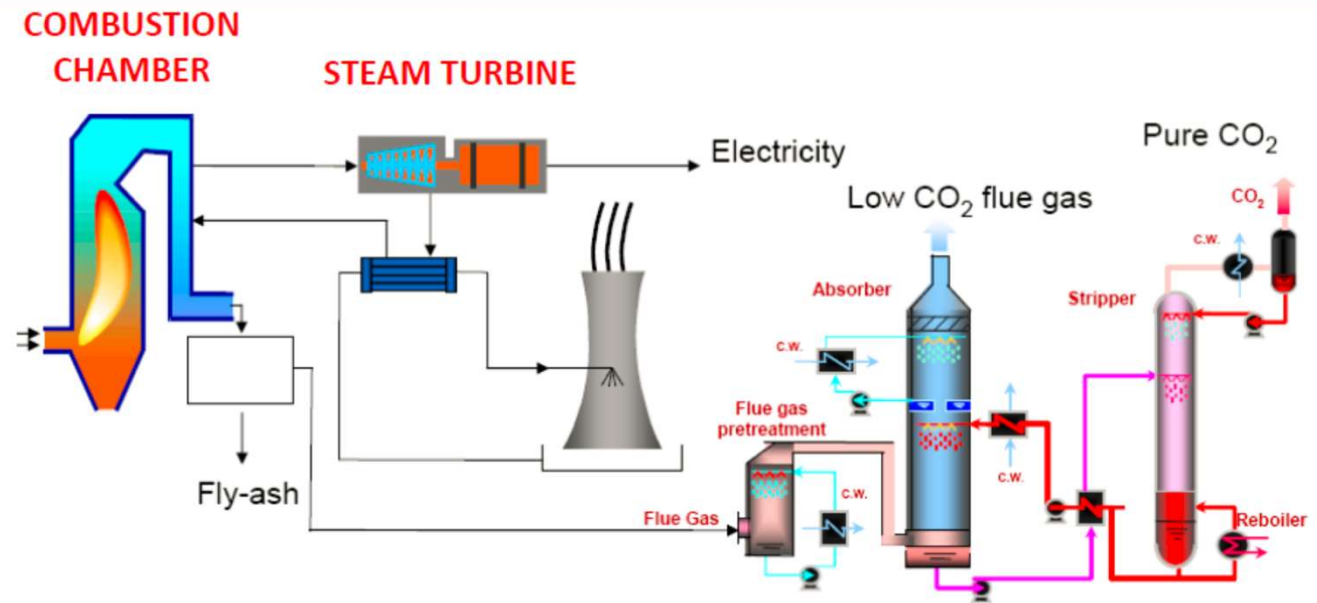 COMBUSTION
CHAMBER
STEAM TURBINE
Electricity
Pure CO₂
Low CO₂ flue gas
CO₂
C.W.
Absorber
Stripper
C.W.
Flue gas
pretreatment
C.W.
C.W.
Fly-ash
Flue Gas
Reboiler